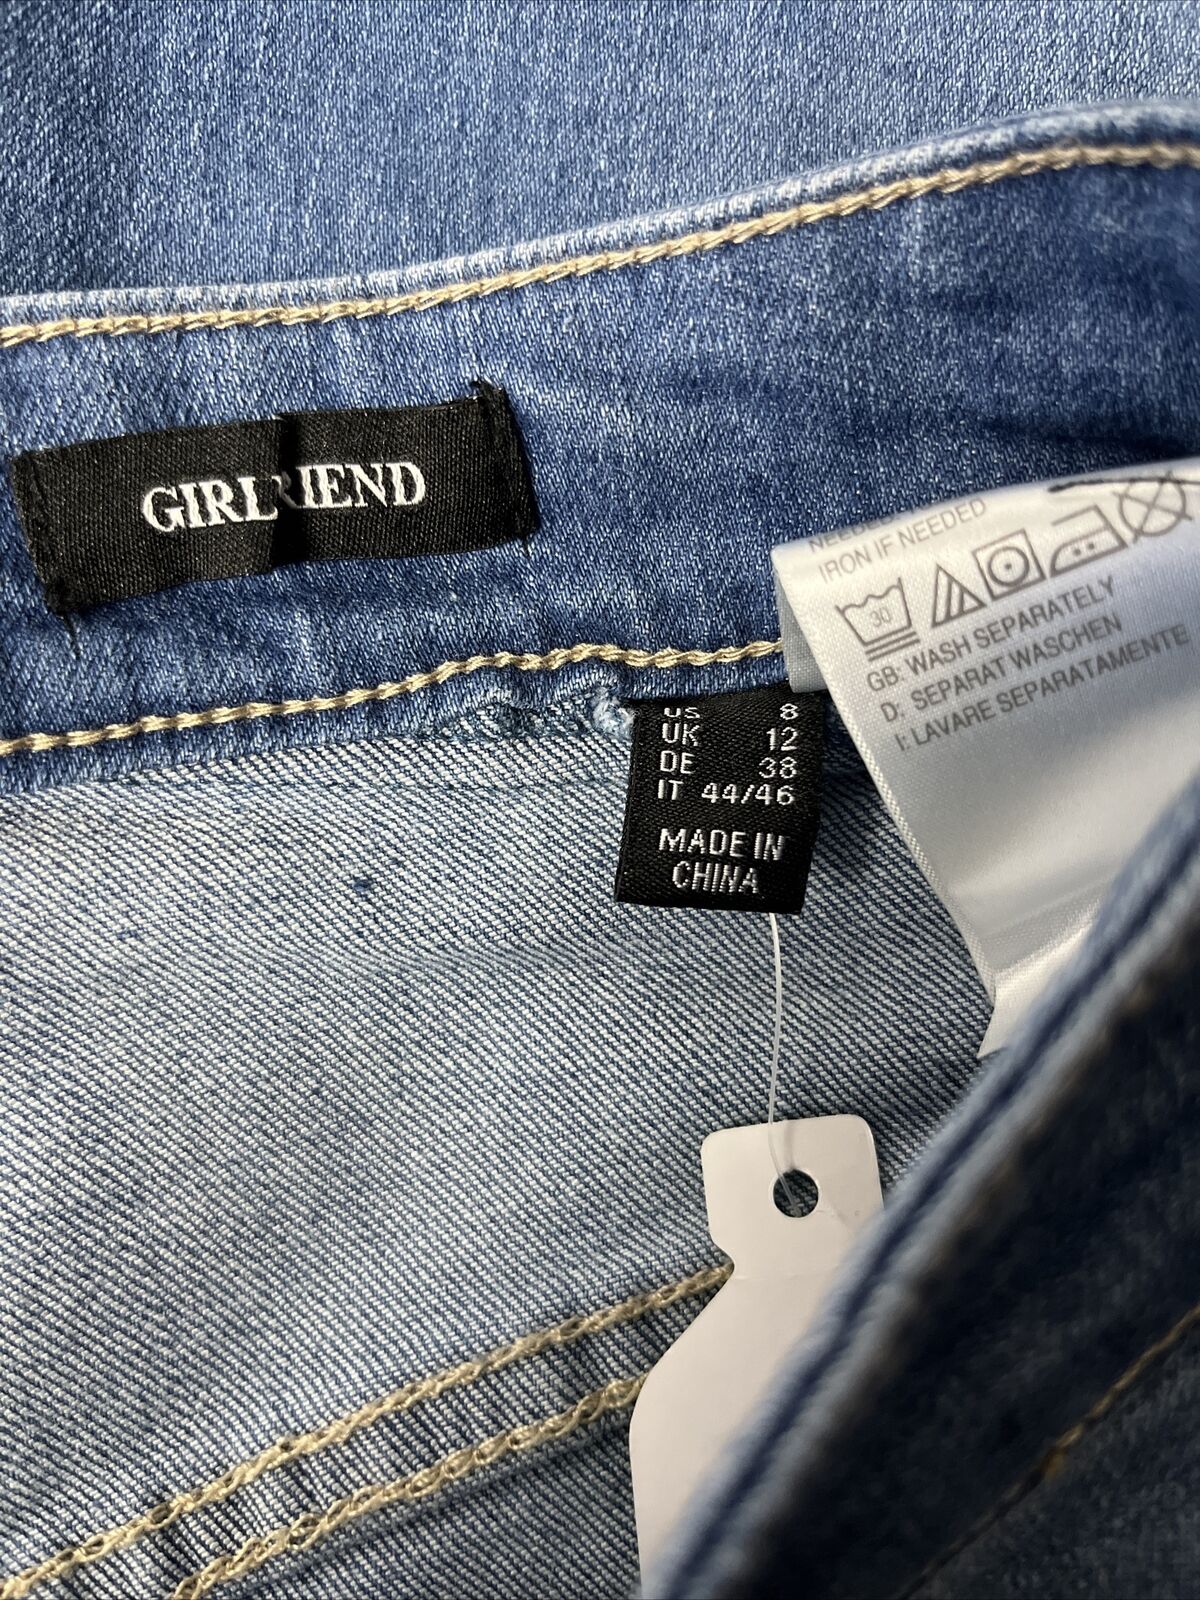 GIRLFRIEND
IRON IF NEEDED
30
GB: WASH SEPARATELY
D: SEPARAT WASCHEN
I: LAVARE SEPARATAMENTE
US 8
UK 12
DE 38
IT 44/46
MADE IN
CHINA